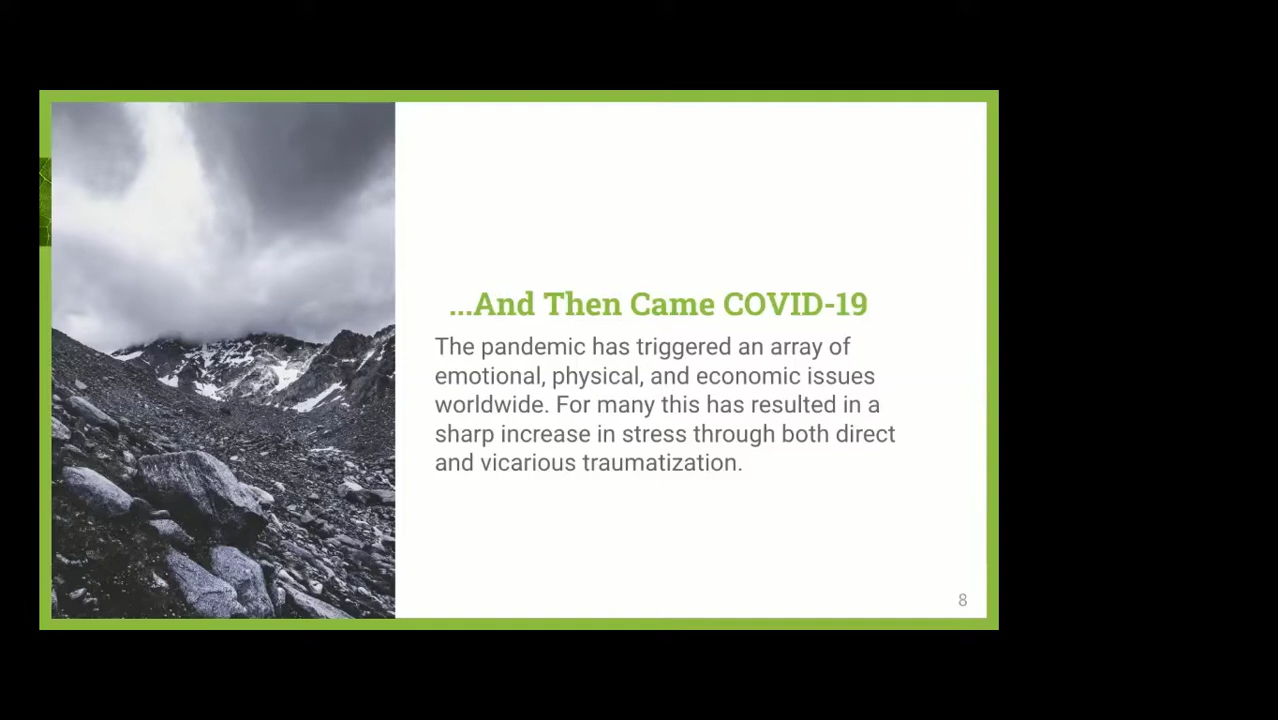 ...And Then Came COVID-19
The pandemic has triggered an array of
emotional, physical, and economic issues
worldwide. For many this has resulted in a
sharp increase in stress through both direct
and vicarious traumatization.
8